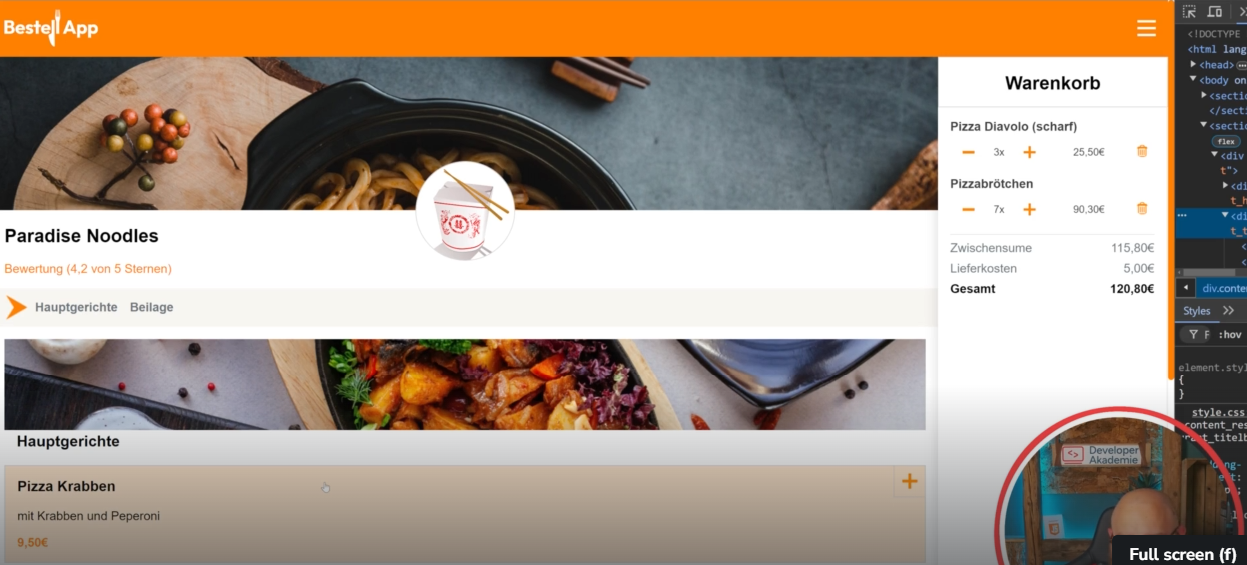 Bestell App
Warenkorb
Pizza Diavolo (scharf)
3x 25,50€
Pizzabrötchen
7x 90,30€
Zwischensume 115,80€
Lieferkosten 5,00€
Gesamt 120,80€
Paradise Noodles
Bewertung (4,2 von 5 Sternen)
Hauptgerichte Beilage
Hauptgerichte
Pizza Krabben
mit Krabben und Peperoni
9,50€
<!DOCTYPE
<html lang
<head>
<body on
<sectio
</sectio
<sectio
flex
<div
t">
<di
t_h
<di
t_t
div.conte
Styles
:hov
element.styl
{
}
style.css
content_res
Developer
Akademie
Full screen (f)